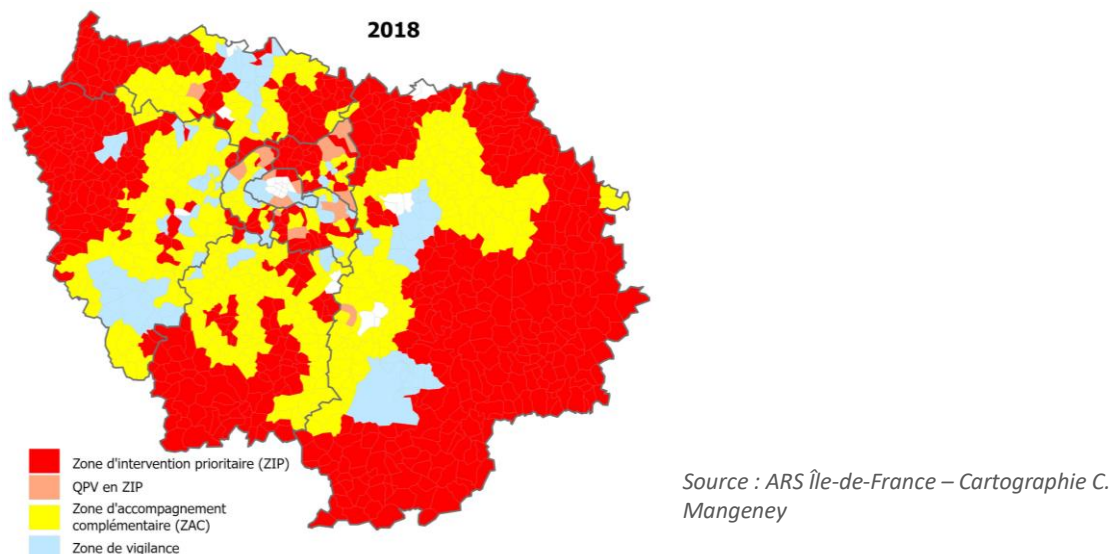 2018
Zone d'intervention prioritaire (ZIP)
QPV en ZIP
Zone d'accompagnement
complémentaire (ZAC)
Zone de vigilance
Source : ARS Île-de-France – Cartographie C.
Mangeney